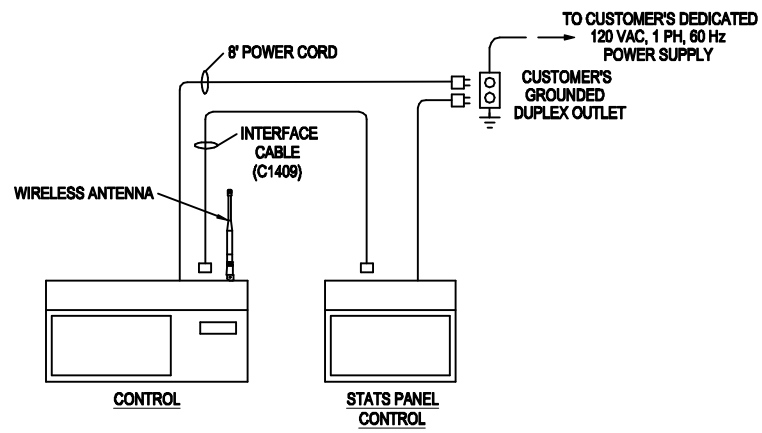 TO CUSTOMER'S DEDICATED
120 VAC, 1 PH, 60 Hz
POWER SUPPLY
8' POWER CORD
CUSTOMER'S
GROUNDED
DUPLEX OUTLET
INTERFACE
CABLE
(C1409)
WIRELESS ANTENNA
CONTROL
STATS PANEL
CONTROL